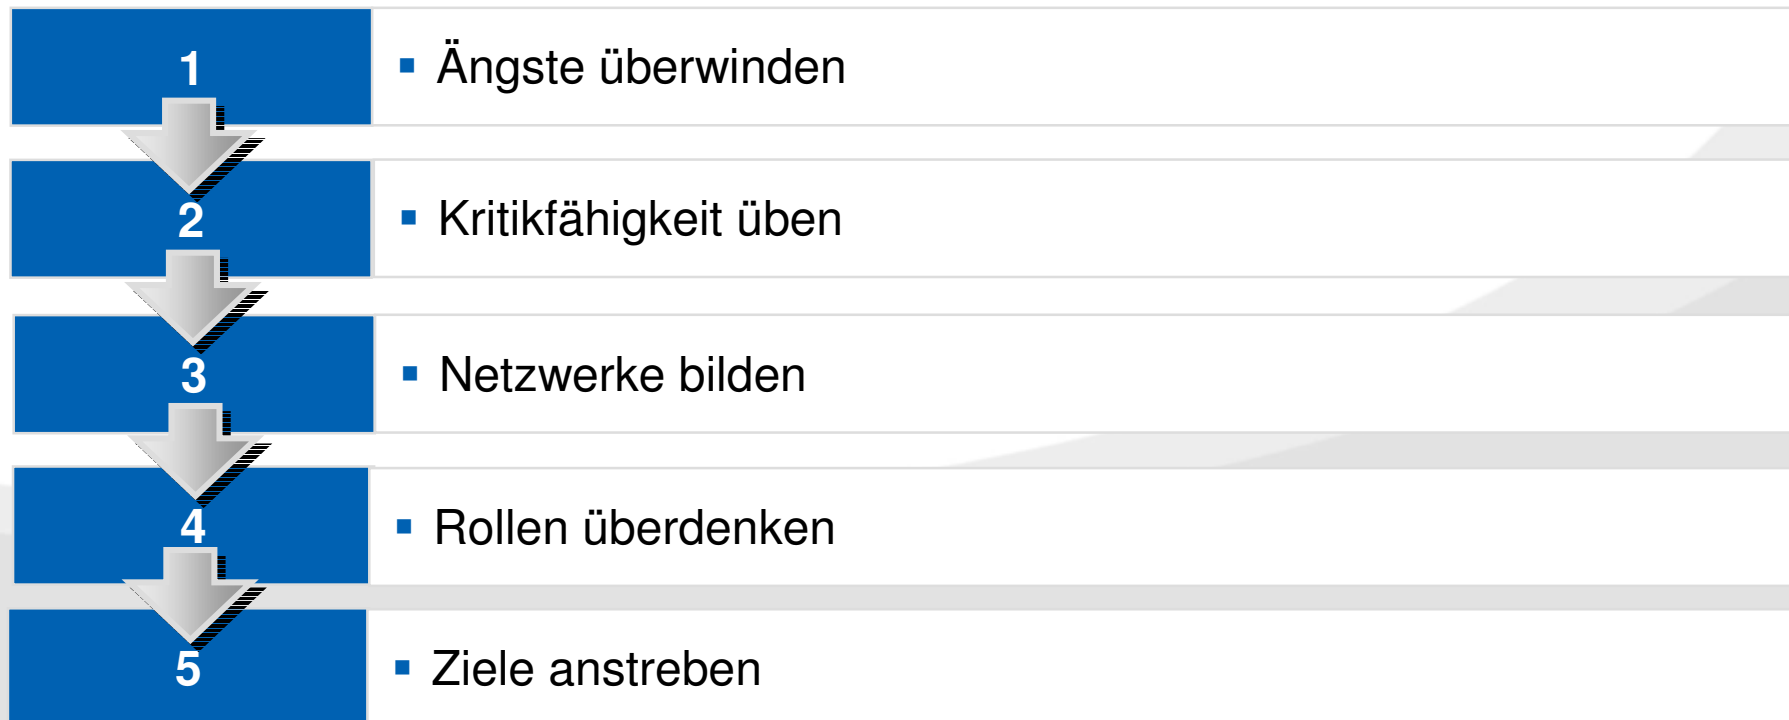 1
▪ Ängste überwinden
2
▪ Kritikfähigkeit üben
3
▪ Netzwerke bilden
4
▪ Rollen überdenken
5
▪ Ziele anstreben